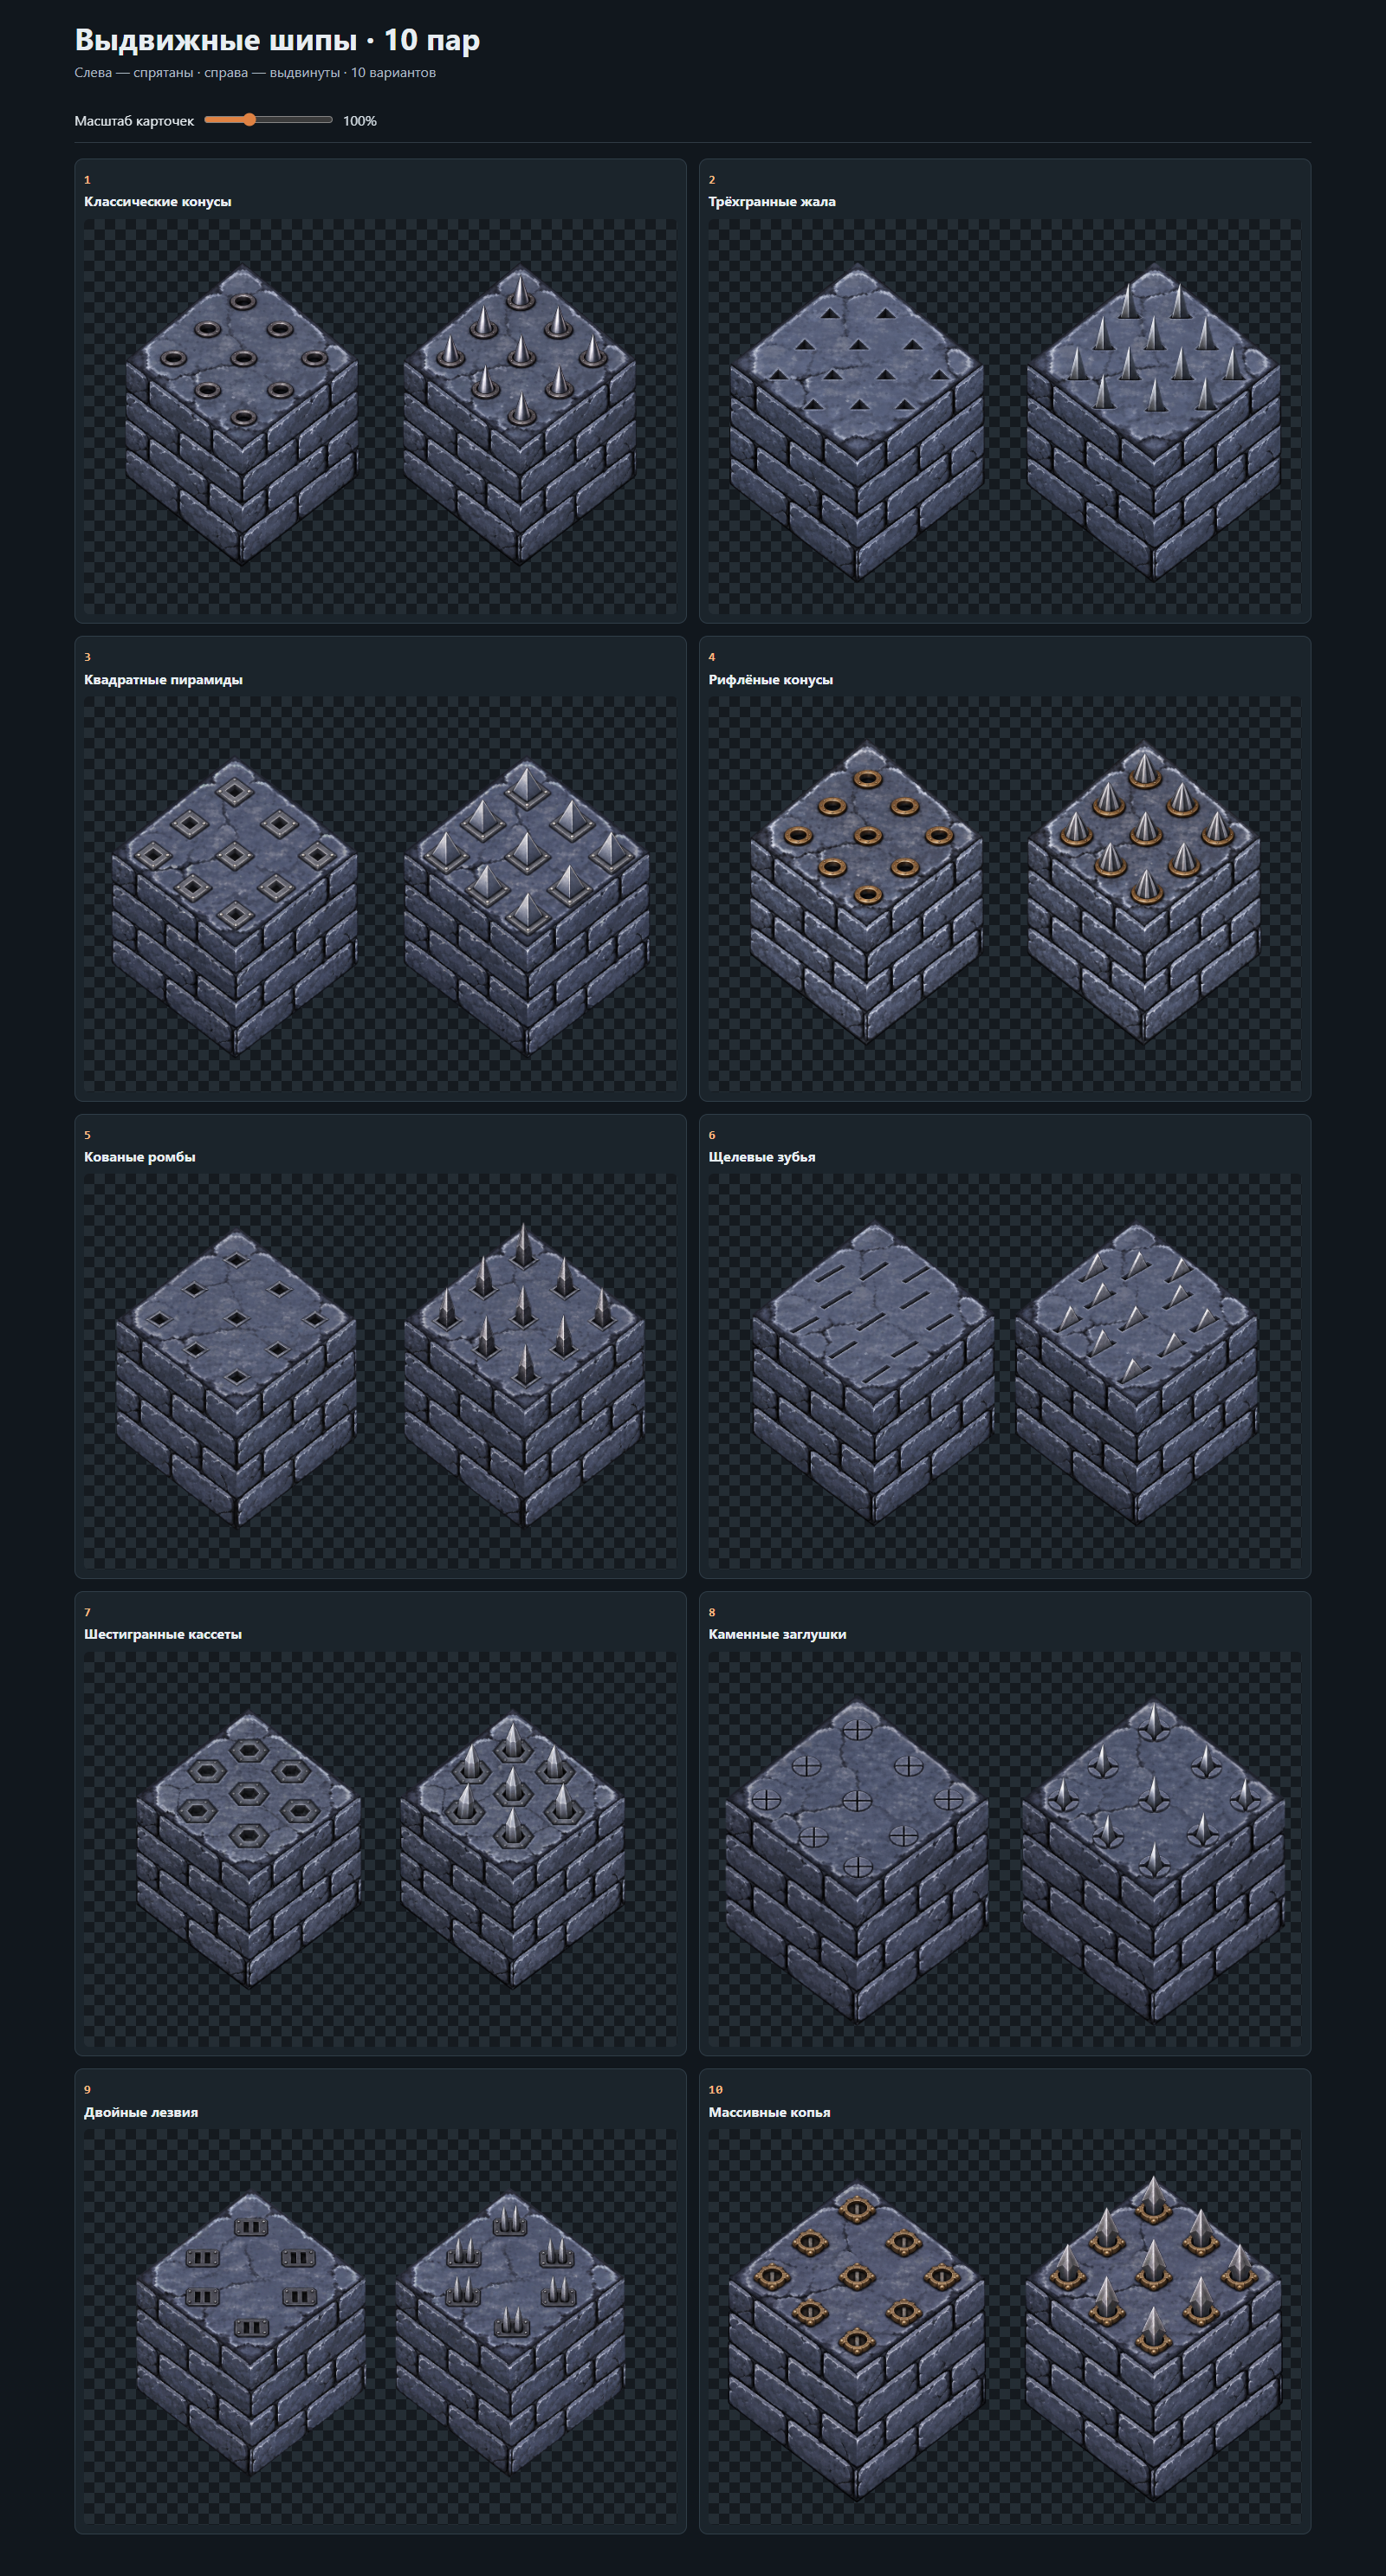 Выдвижные шипы · 10 пар
Слева — спрятаны · справа — выдвинуты · 10 вариантов
Масштаб карточек 100%
1
Классические конусы
2
Трёхгранные жала
3
Квадратные пирамиды
4
Рифлёные конусы
5
Кованые ромбы
6
Щелевые зубья
7
Шестигранные кассеты
8
Каменные заглушки
9
Двойные лезвия
10
Массивные копья